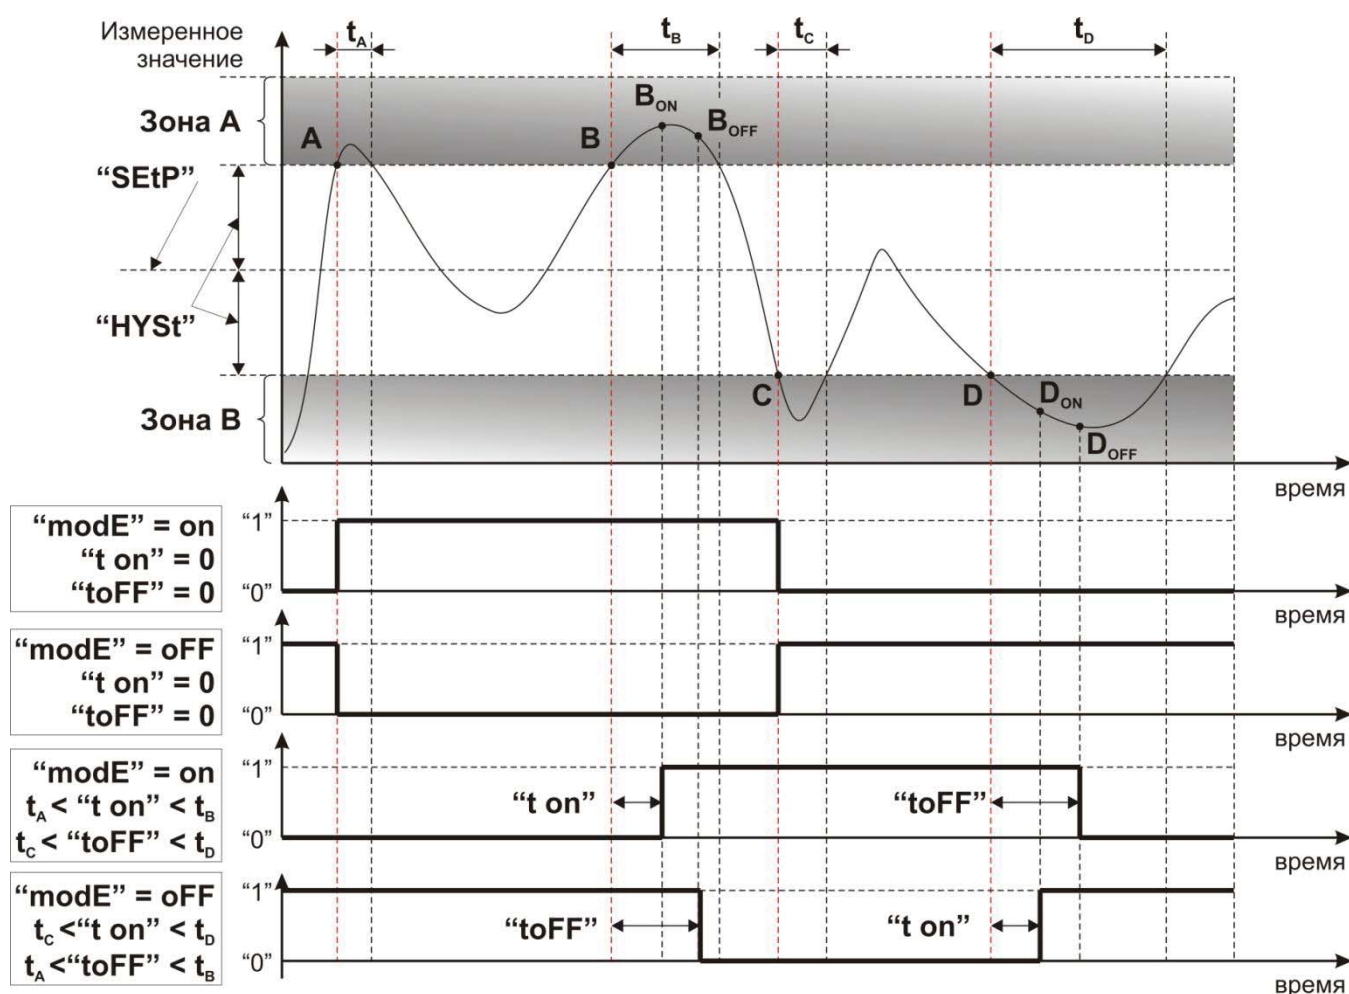 Измеренное
значение
tA
tB
tC
tD
Зона А
A
B
BON
BOFF
“SEtP”
“HYSt”
Зона В
C
D
DON
DOFF
время
“modE” = on
“t on” = 0
“toFF” = 0
“1”
“0”
время
“modE” = oFF
“t on” = 0
“toFF” = 0
“1”
“0”
время
“modE” = on
tA < “t on” < tB
tC < “toFF” < tD
“1”
“0”
“t on”
“toFF”
время
“modE” = oFF
tC <“t on” < tD
tA <“toFF” < tB
“1”
“0”
“toFF”
“t on”
время